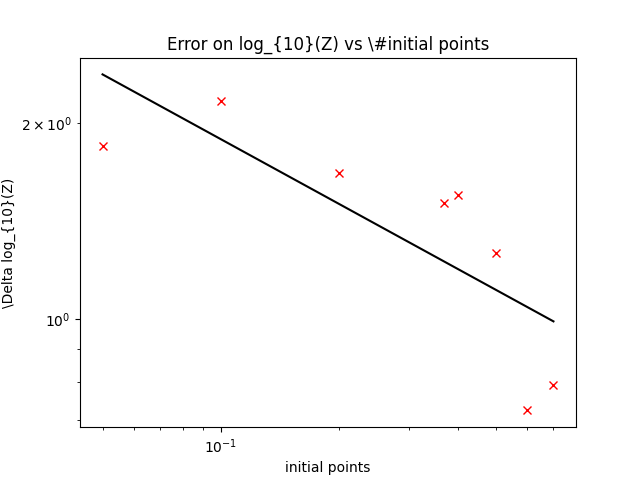 Error on log_{10}(Z) vs \#initial points
2 × 10⁰
\Delta log_{10}(Z)
10⁰
10⁻¹
initial points